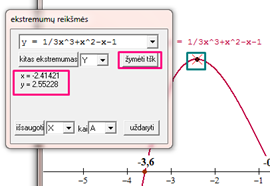 ekstremumų reikšmės
y = 1/3x^3+x^2-x-1
= 1/3x^3+x^2-x-1
kitas ekstremumas Y žymėti tšk
x = -2.41421
y = 2.55228
išsaugoti X kai A uždaryti
-3,6
-4 -3 -2 -1